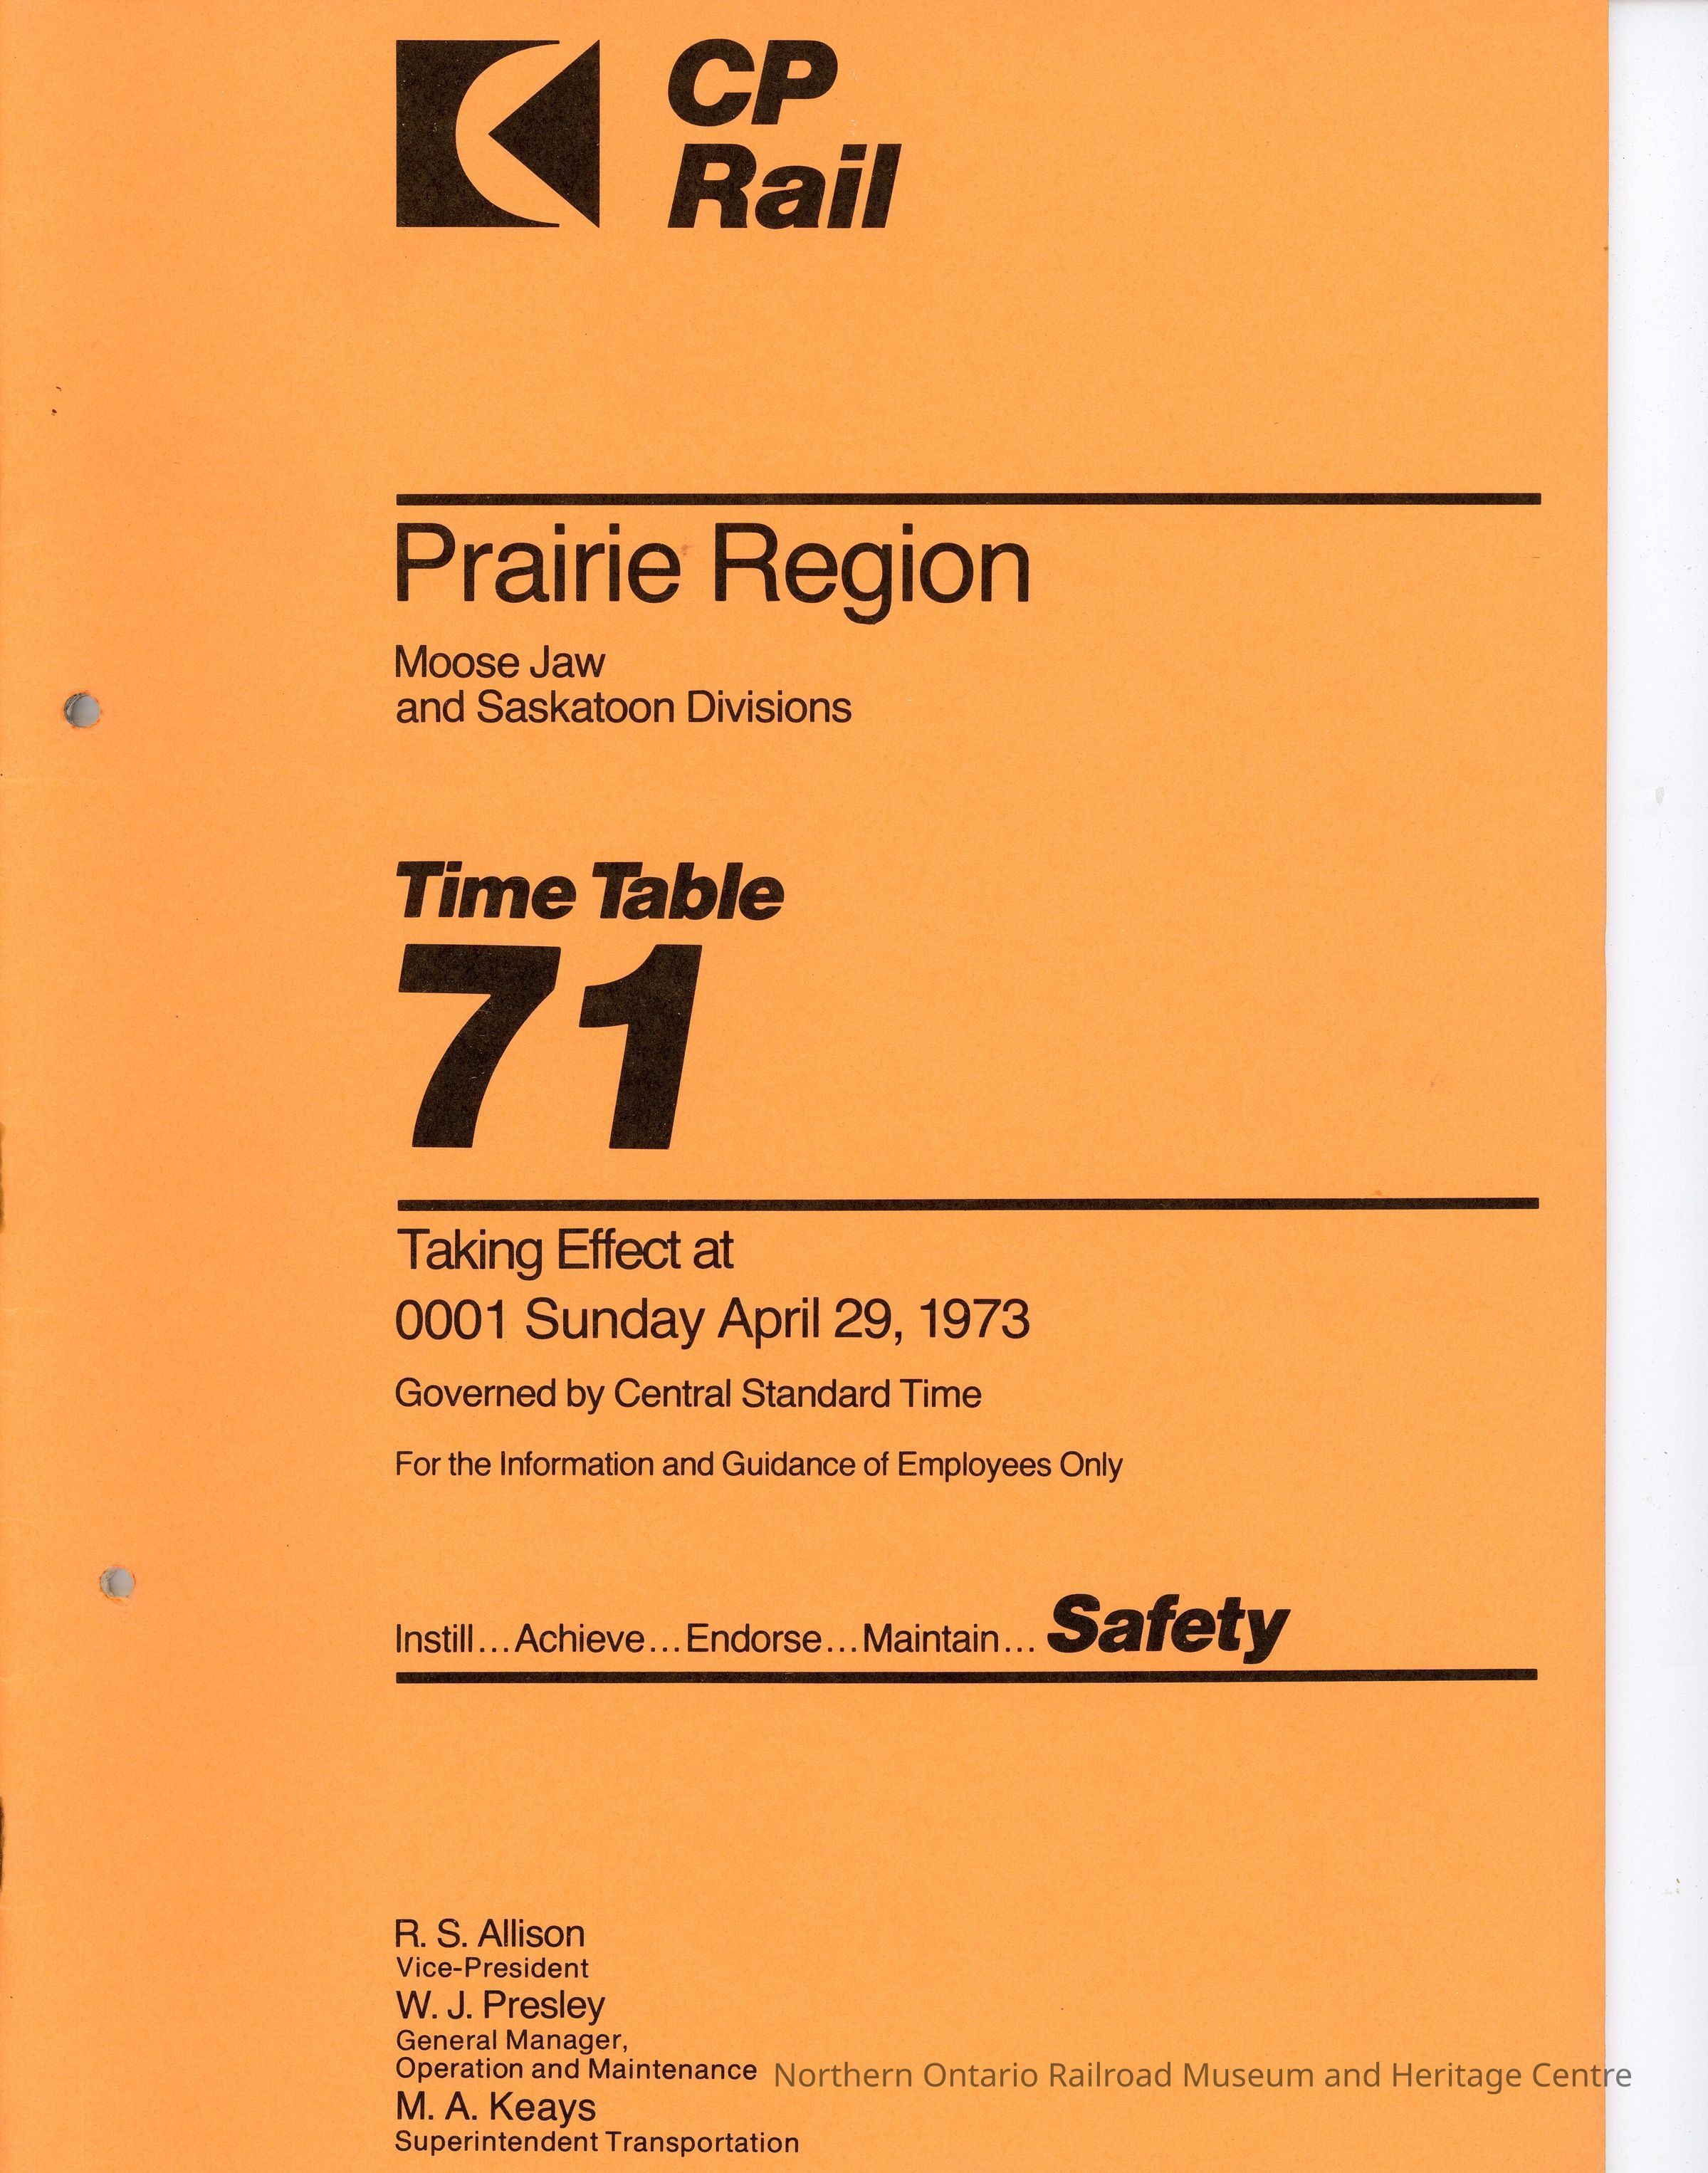 CP
Rail
Prairie Region
Moose Jaw
and Saskatoon Divisions
Time Table
71
Taking Effect at
0001 Sunday April 29, 1973
Governed by Central Standard Time
For the Information and Guidance of Employees Only
Instill...Achieve...Endorse...Maintain... Safety
R. S. Allison
Vice-President
W. J. Presley
General Manager,
Operation and Maintenance
Northern Ontario Railroad Museum and Heritage Centre
M. A. Keays
Superintendent Transportation